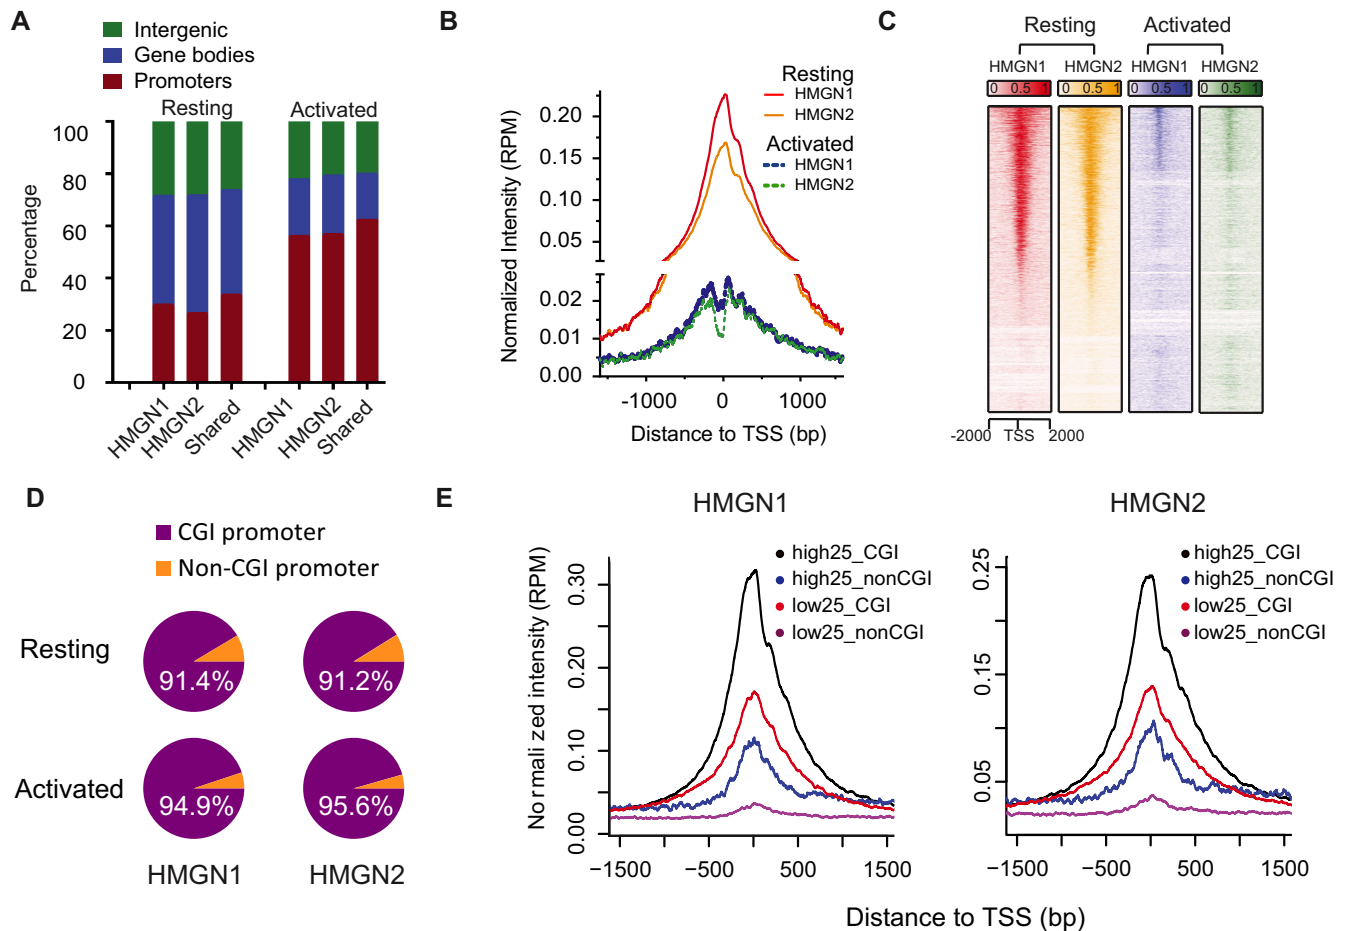 A
Intergenic
Gene bodies
Promoters
Resting
Activated
Percentage
100
80
60
40
20
0
HMGN1
HMGN2
Shared
HMGN1
HMGN2
Shared
B
Resting
HMGN1
HMGN2
Activated
HMGN1
HMGN2
Normalized Intensity (RPM)
0.20
0.15
0.10
0.05
0.02
0.01
0.00
-1000 0 1000
Distance to TSS (bp)
C
Resting Activated
HMGN1 HMGN2 HMGN1 HMGN2
0 0.5 1 0 0.5 1 0 0.5 1 0 0.5 1
-2000 TSS 2000
D
CGI promoter
Non-CGI promoter
Resting
91.4% 91.2%
Activated
94.9% 95.6%
HMGN1 HMGN2
E
HMGN1
high25_CGI
high25_nonCGI
low25_CGI
low25_nonCGI
Normali zed intensity (RPM)
0.30
0.20
0.10
0.00
−1500 −500 500 1500
HMGN2
high25_CGI
high25_nonCGI
low25_CGI
low25_nonCGI
0.25
0.15
0.05
−1500 −500 500 1500
Distance to TSS (bp)